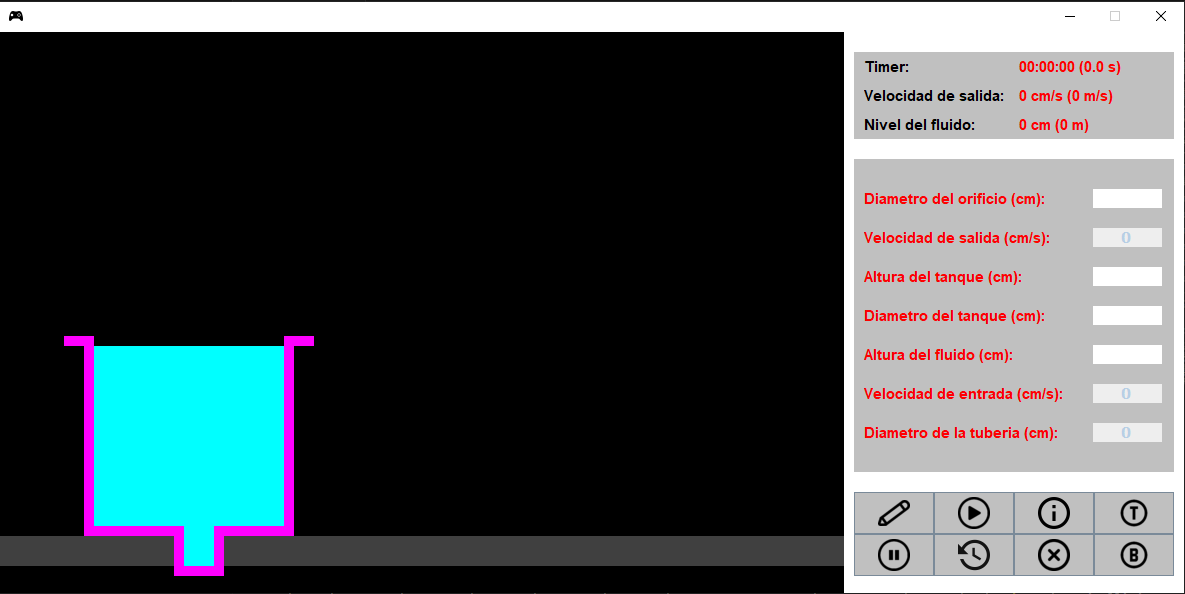 Timer: 00:00:00 (0.0 s)
Velocidad de salida: 0 cm/s (0 m/s)
Nivel del fluido: 0 cm (0 m)
Diametro del orificio (cm):
Velocidad de salida (cm/s): 0
Altura del tanque (cm):
Diametro del tanque (cm):
Altura del fluido (cm):
Velocidad de entrada (cm/s): 0
Diametro de la tuberia (cm): 0
T
B